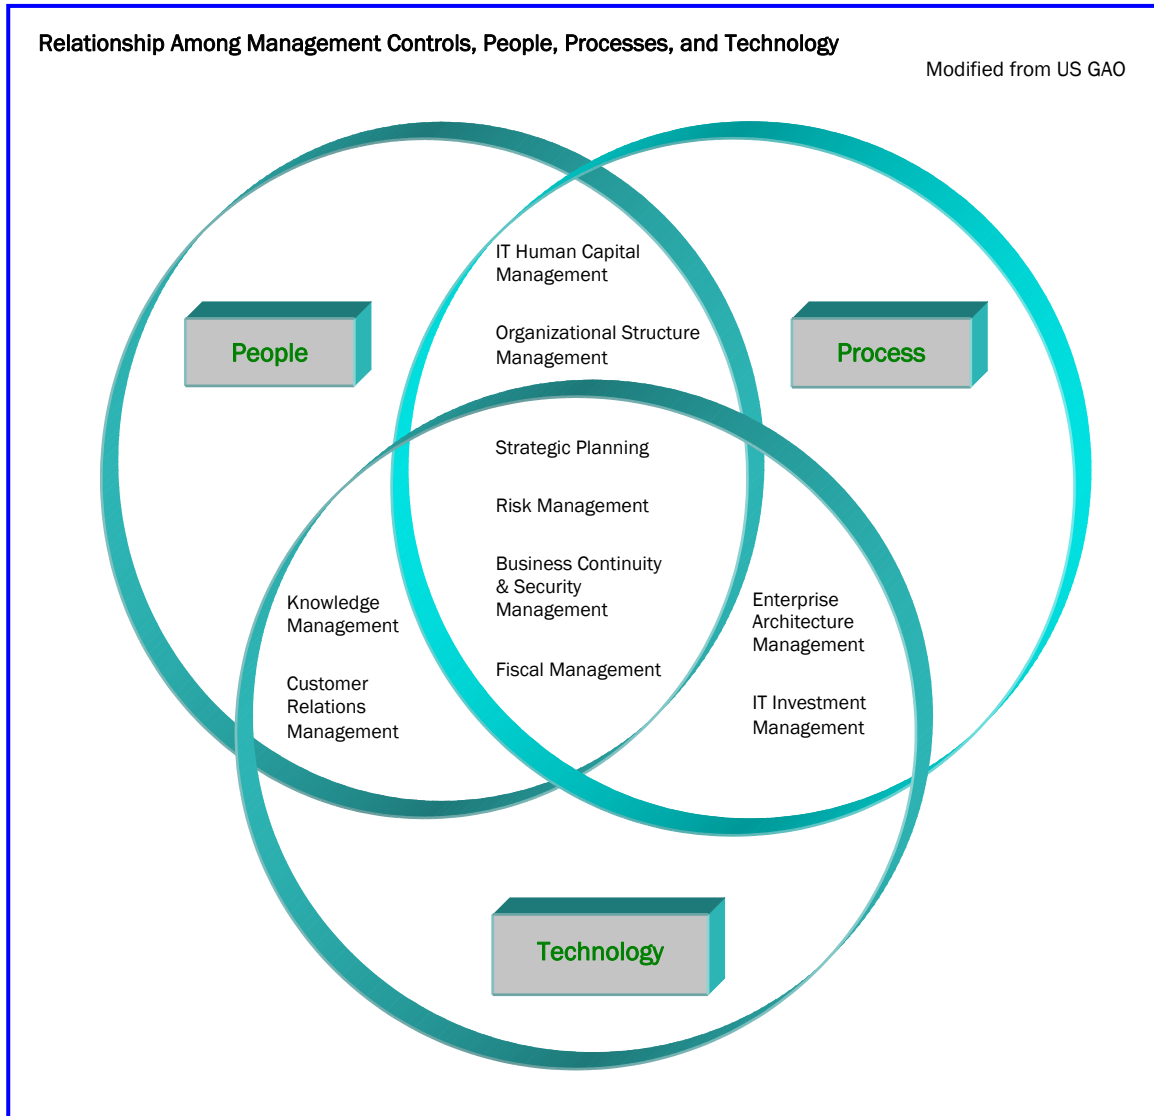 Relationship Among Management Controls, People, Processes, and Technology
Modified from US GAO
IT Human Capital
Management
Organizational Structure
Management
People
Process
Strategic Planning
Risk Management
Business Continuity
& Security
Management
Fiscal Management
Knowledge
Management
Customer
Relations
Management
Enterprise
Architecture
Management
IT Investment
Management
Technology